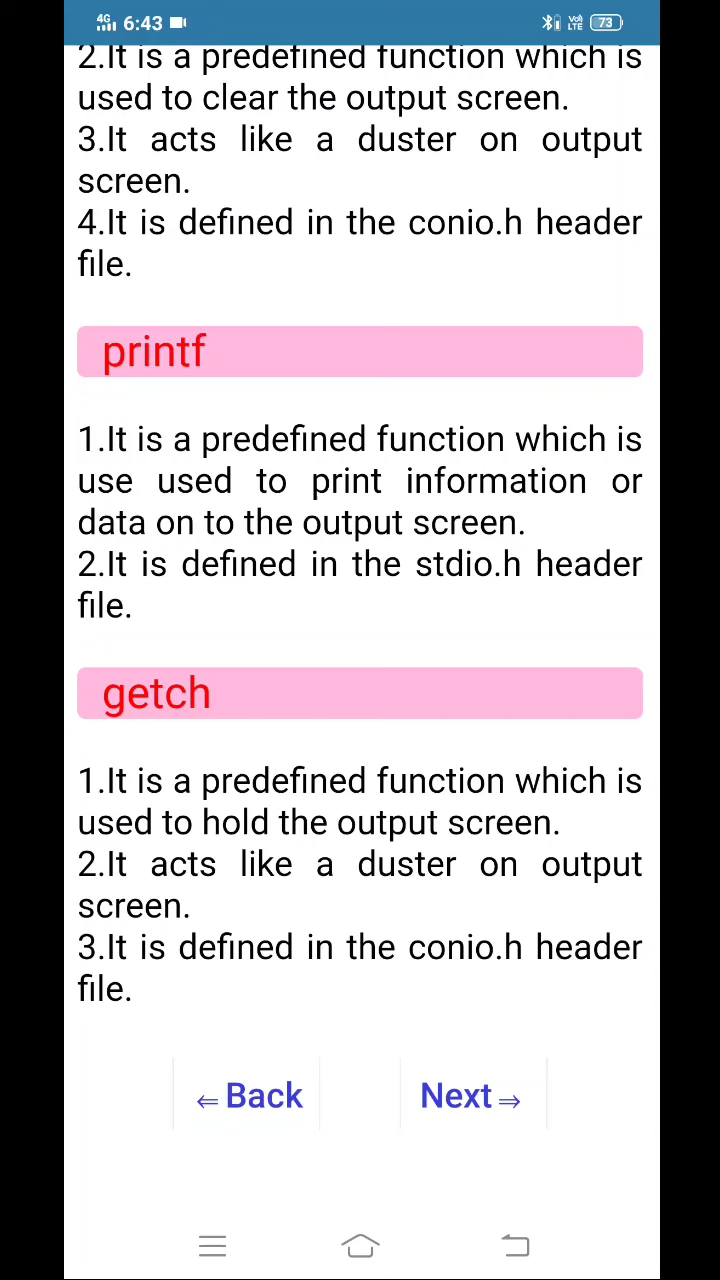 4G 6:43 Vo) LTE 73
2.It is a predefined function which is
used to clear the output screen.
3.It acts like a duster on output
screen.
4.It is defined in the conio.h header
file.
printf
1.It is a predefined function which is
use used to print information or
data on to the output screen.
2.It is defined in the stdio.h header
file.
getch
1.It is a predefined function which is
used to hold the output screen.
2.It acts like a duster on output
screen.
3.It is defined in the conio.h header
file.
⇐ Back Next ⇒